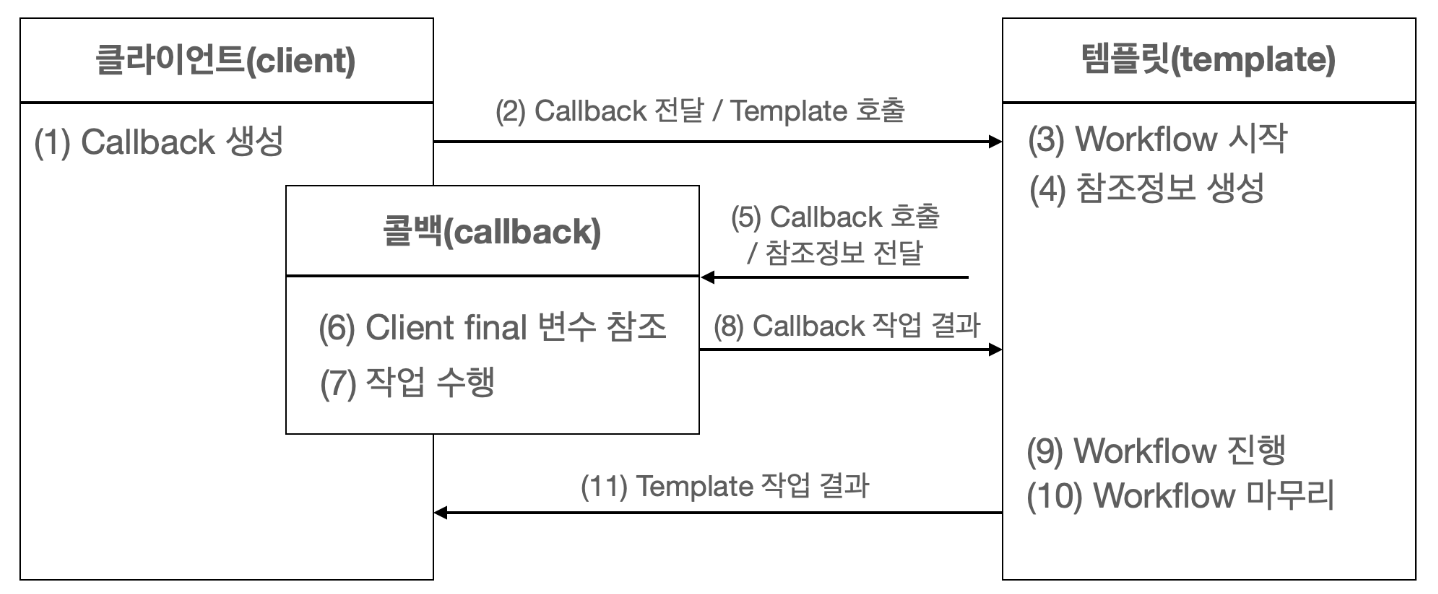 클라이언트(client)
템플릿(template)
(1) Callback 생성
(2) Callback 전달 / Template 호출
(3) Workflow 시작
(4) 참조정보 생성
콜백(callback)
(5) Callback 호출
/ 참조정보 전달
(6) Client final 변수 참조
(7) 작업 수행
(8) Callback 작업 결과
(9) Workflow 진행
(10) Workflow 마무리
(11) Template 작업 결과